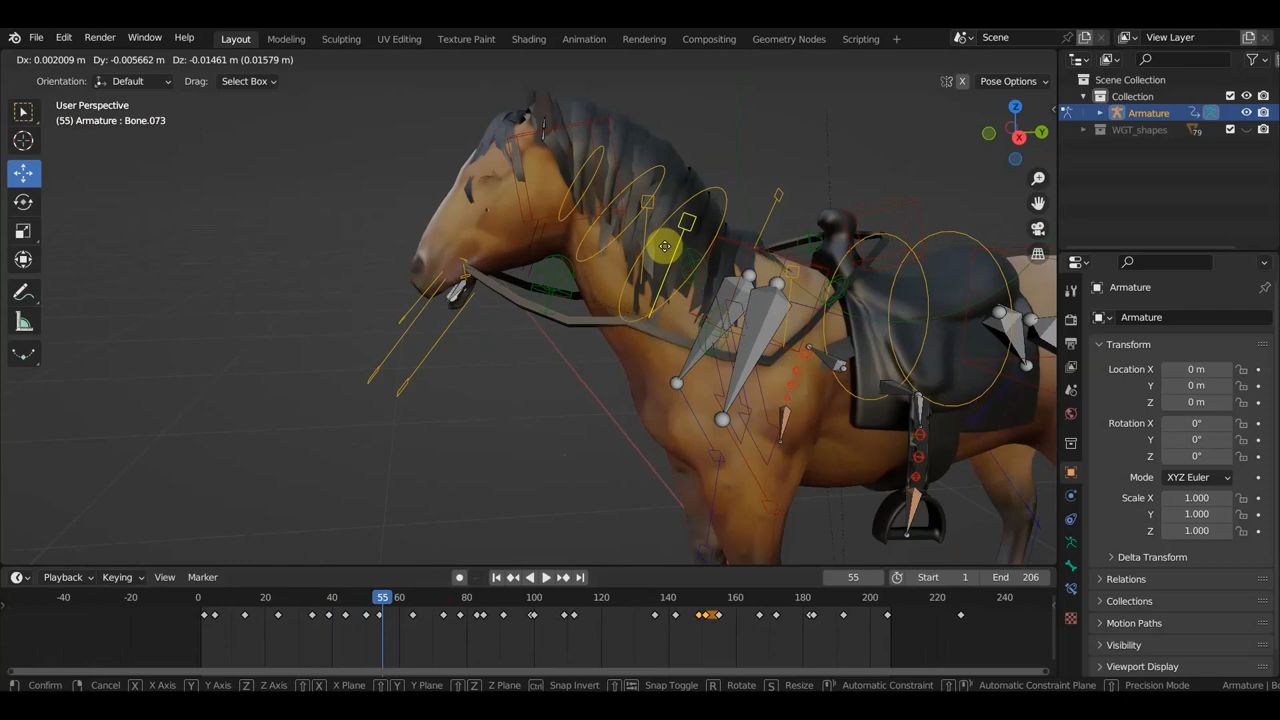 File Edit Render Window Help Layout Modeling Sculpting UV Editing Texture Paint Shading Animation Rendering Compositing Geometry Nodes Scripting + Scene View Layer
Dx: 0.002009 m Dy: -0.005662 m Dz: -0.01461 m (0.01579 m)
Orientation: Default Drag: Select Box X Pose Options
User Perspective
(55) Armature : Bone.073
Z
Y
X
Scene Collection
Collection
Armature
WGT_shapes 79
Armature
Armature
Transform
Location X 0 m
Y 0 m
Z 0 m
Rotation X 0°
Y 0°
Z 0°
Mode XYZ Euler
Scale X 1.000
Y 1.000
Z 1.000
Delta Transform
Relations
Collections
Motion Paths
Visibility
Viewport Display
Playback Keying View Marker 55 Start 1 End 206
-40 -20 0 20 40 55 60 80 100 120 140 160 180 200 220 240
Confirm Cancel X X Axis Y Y Axis Z Z Axis X X Plane Y Y Plane Z Z Plane Ctrl Snap Invert Snap Toggle R Rotate S Resize Automatic Constraint Automatic Constraint Plane Precision Mode Armature | B